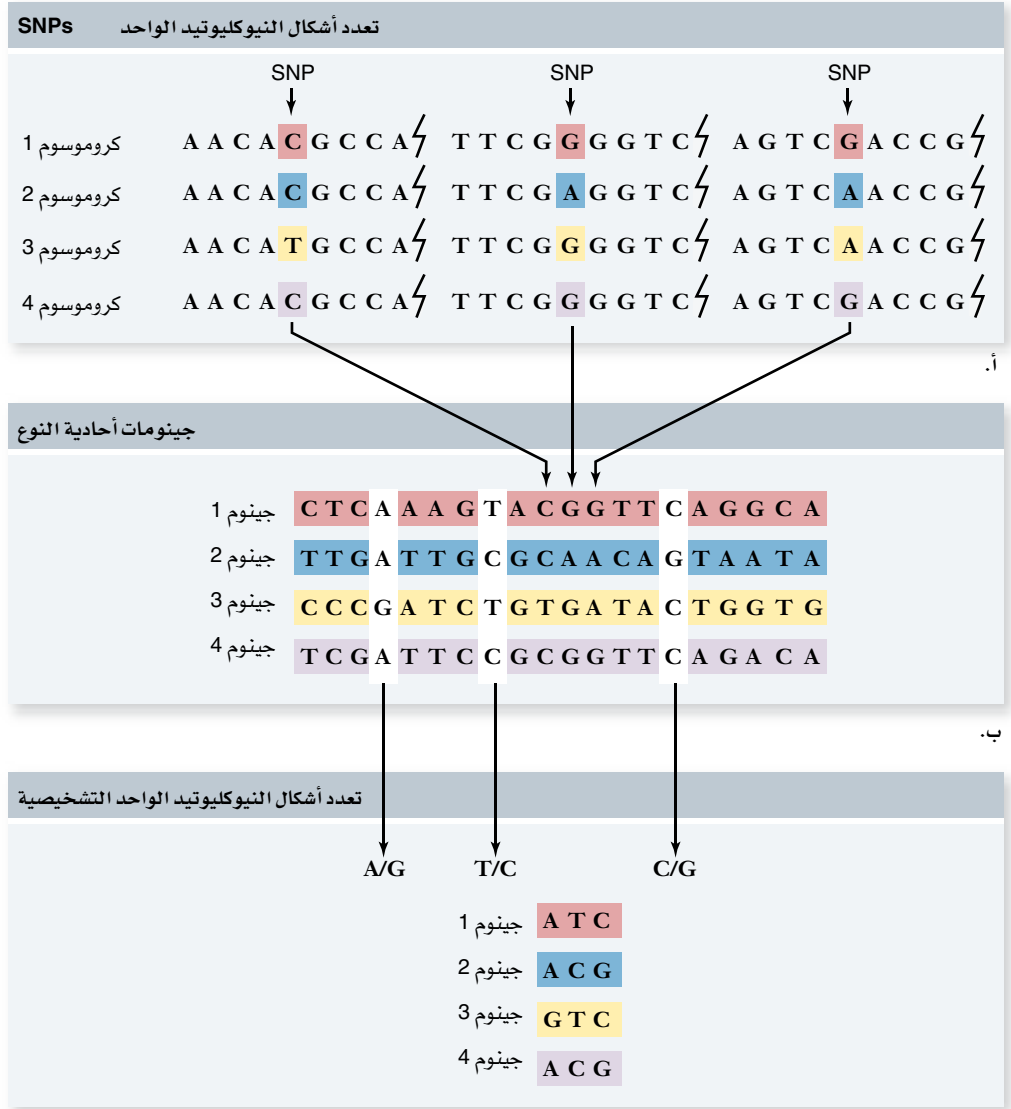 تعدد أشكال النيوكليوتيد الواحد SNPs
SNP SNP SNP
كروموسوم 1 A A C A C G C C A T T C G G G G T C A G T C G A C C G
كروموسوم 2 A A C A C G C C A T T C G A G G T C A G T C A A C C G
كروموسوم 3 A A C A T G C C A T T C G G G G T C A G T C A A C C G
كروموسوم 4 A A C A C G C C A T T C G G G G T C A G T C G A C C G
أ.
جينومات أحادية النوع
جينوم 1 C T C A A A G T A C G G T T C A G G C A
جينوم 2 T T G A T T G C G C A A C A G T A A T A
جينوم 3 C C C G A T C T G T G A T A C T G G T G
جينوم 4 T C G A T T C C G C G G T T C A G A C A
ب.
تعدد أشكال النيوكليوتيد الواحد التشخيصية
A/G T/C C/G
جينوم 1 A T C
جينوم 2 A C G
جينوم 3 G T C
جينوم 4 A C G